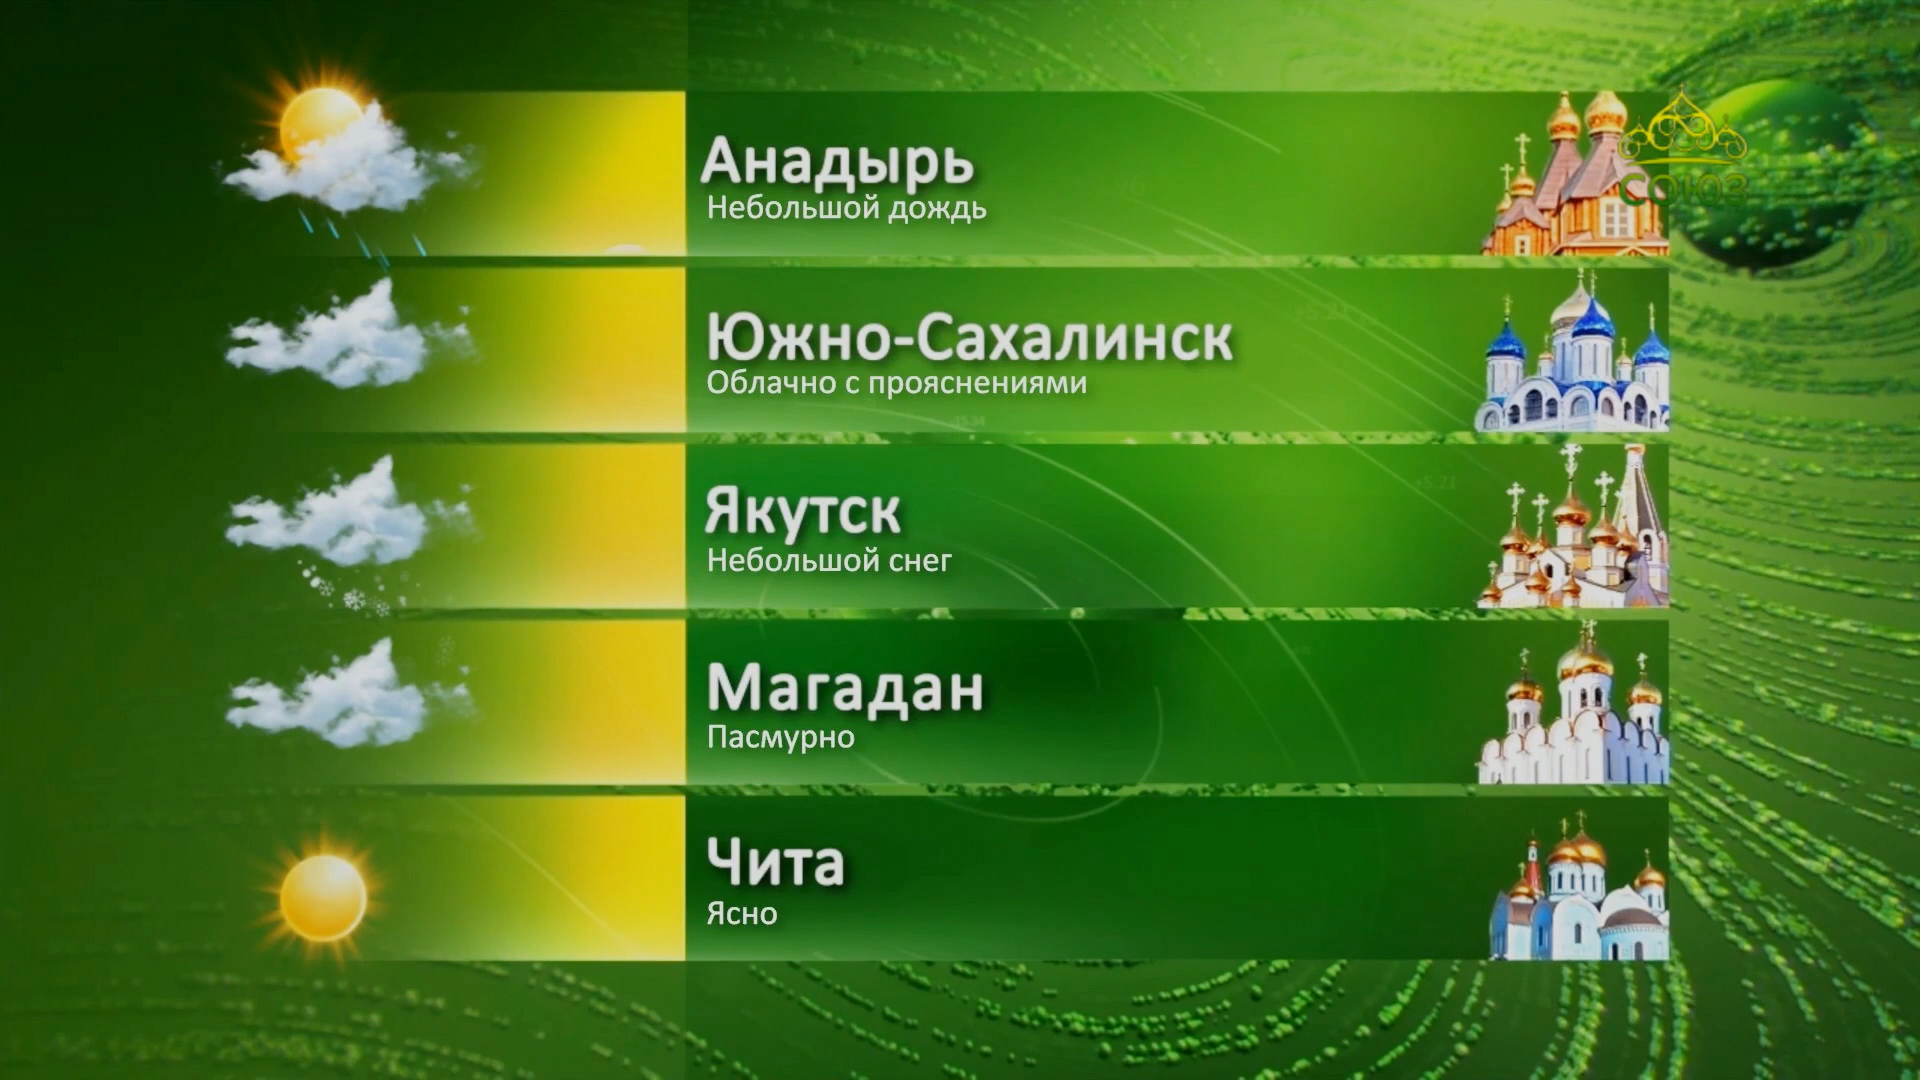 Анадырь
Небольшой дождь
СОЮЗ
Южно-Сахалинск
Облачно с прояснениями
Якутск
Небольшой снег
Магадан
Пасмурно
Чита
Ясно